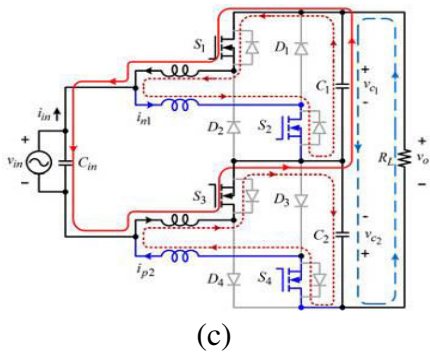 S1
D1
C1
+
vc1
-
iin
in1
D2
S2
+
vin
-
Cin
S3
D3
RL
+
vo
-
ip2
C2
-
vc2
+
D4
S4
(c)